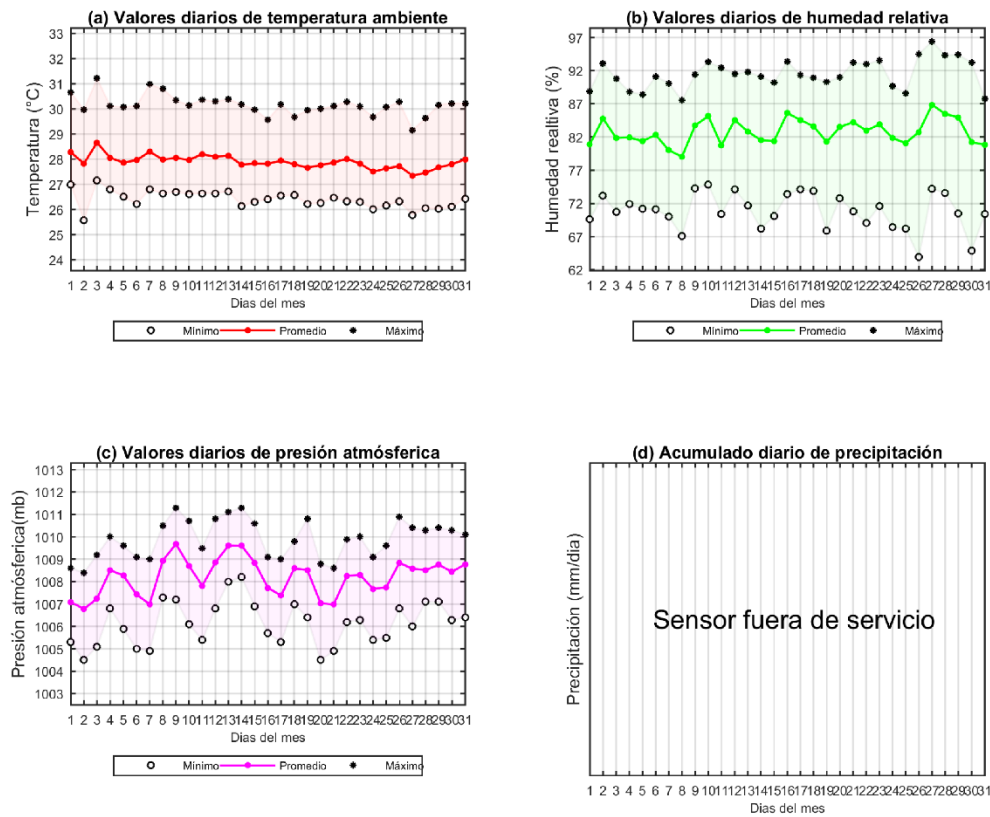 (a) Valores diarios de temperatura ambiente
Temperatura (°C)
33
32
31
30
29
28
27
26
25
24
1 2 3 4 5 6 7 8 9 10 11 12 13 14 15 16 17 18 19 20 21 22 23 24 25 26 27 28 29 30 31
Dias del mes
Mínimo Promedio Máximo
(b) Valores diarios de humedad relativa
Humedad realtiva (%)
97
92
87
82
77
72
67
62
1 2 3 4 5 6 7 8 9 10 11 12 13 14 15 16 17 18 19 20 21 22 23 24 25 26 27 28 29 30 31
Dias del mes
Mínimo Promedio Máximo
(c) Valores diarios de presión atmósferica
Presión atmósferica(mb)
1013
1012
1011
1010
1009
1008
1007
1006
1005
1004
1003
1 2 3 4 5 6 7 8 9 10 11 12 13 14 15 16 17 18 19 20 21 22 23 24 25 26 27 28 29 30 31
Dias del mes
Mínimo Promedio Máximo
(d) Acumulado diario de precipitación
Precipitación (mm/dia)
Sensor fuera de servicio
1 2 3 4 5 6 7 8 9 10 11 12 13 14 15 16 17 18 19 20 21 22 23 24 25 26 27 28 29 30 31
Dias del mes